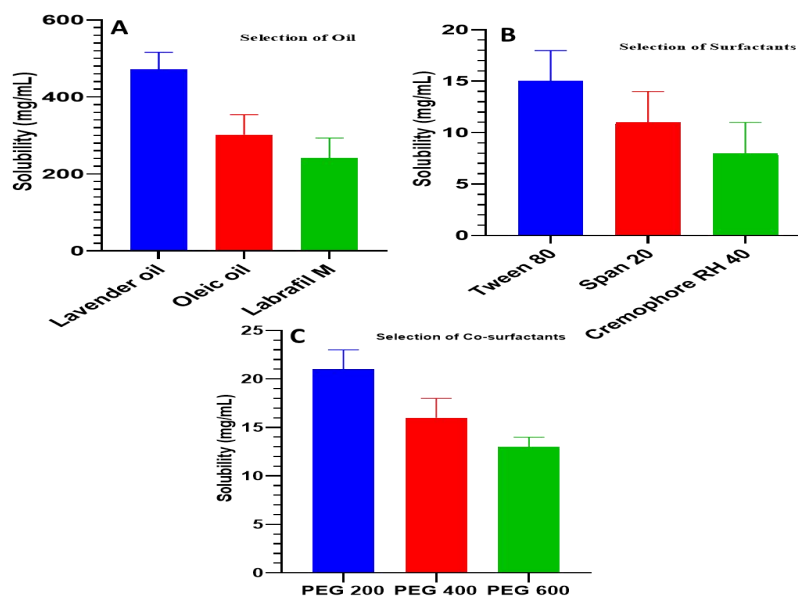 A
Selection of Oil
Solubility (mg/mL)
600
400
200
0
Lavender oil
Oleic oil
Labrafil M
B
Selection of Surfactants
Solubility (mg/mL)
20
15
10
5
0
Tween 80
Span 20
Cremophore RH 40
C
Selection of Co-surfactants
Solubility (mg/mL)
25
20
15
10
5
0
PEG 200
PEG 400
PEG 600